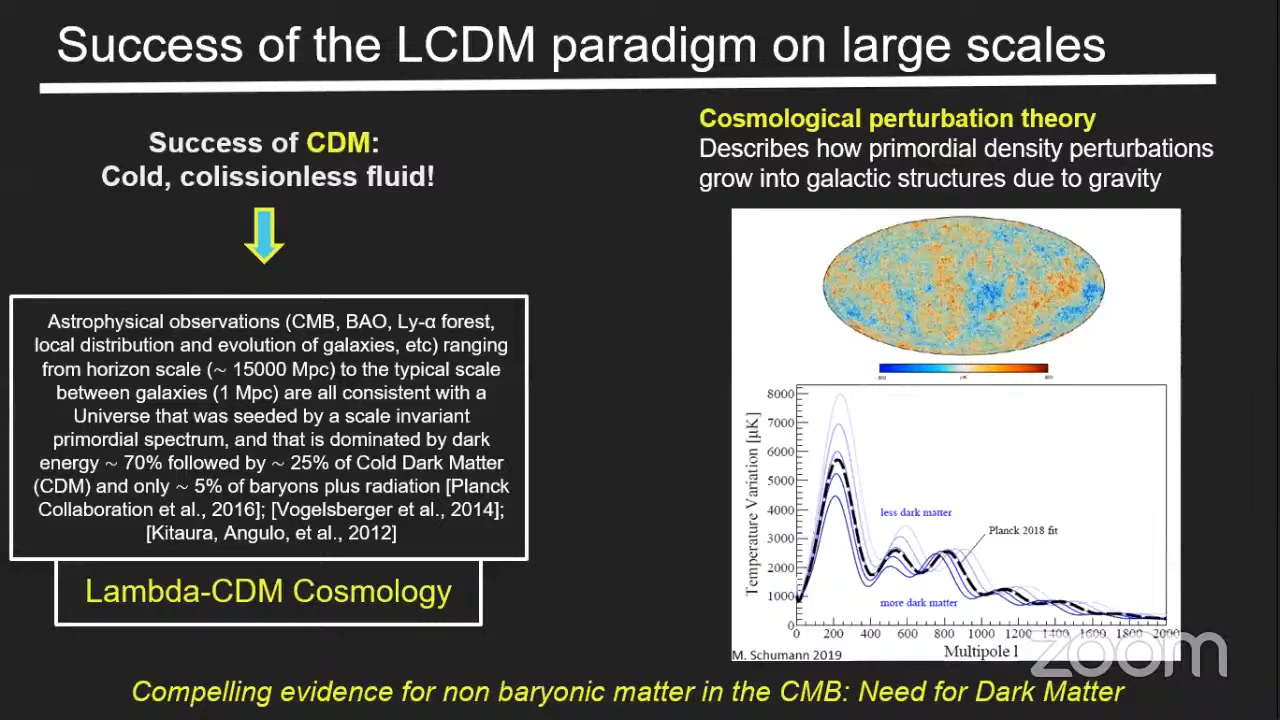 Success of the LCDM paradigm on large scales
Success of CDM:
Cold, colissionless fluid!
Astrophysical observations (CMB, BAO, Ly-α forest,
local distribution and evolution of galaxies, etc) ranging
from horizon scale (~ 15000 Mpc) to the typical scale
between galaxies (1 Mpc) are all consistent with a
Universe that was seeded by a scale invariant
primordial spectrum, and that is dominated by dark
energy ~ 70% followed by ~ 25% of Cold Dark Matter
(CDM) and only ~ 5% of baryons plus radiation [Planck
Collaboration et al., 2016]; [Vogelsberger et al., 2014];
[Kitaura, Angulo, et al., 2012]
Lambda-CDM Cosmology
Cosmological perturbation theory
Describes how primordial density perturbations
grow into galactic structures due to gravity
Temperature Variation [μK]
8000
7000
6000
5000
4000
3000
2000
1000
0
less dark matter
Planck 2018 fit
more dark matter
0 200 400 600 800 1000 1200 1400 1600 1800 2000
Multipole l
M. Schumann 2019
zoom
Compelling evidence for non baryonic matter in the CMB: Need for Dark Matter